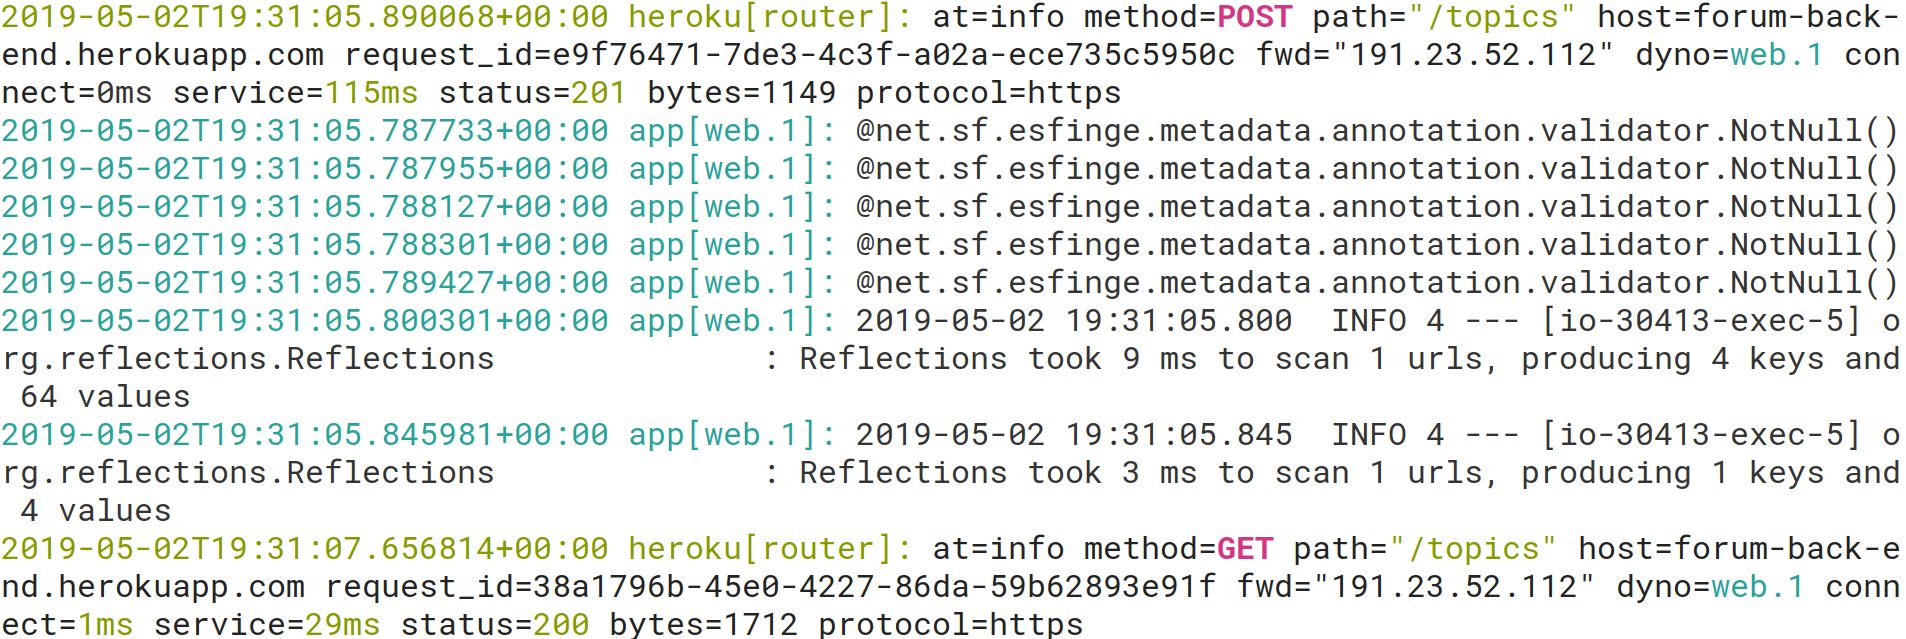 2019-05-02T19:31:05.890068+00:00 heroku[router]: at=info method=POST path="/topics" host=forum-back-
end.herokuapp.com request_id=e9f76471-7de3-4c3f-a02a-ece735c5950c fwd="191.23.52.112" dyno=web.1 con
nect=0ms service=115ms status=201 bytes=1149 protocol=https
2019-05-02T19:31:05.787733+00:00 app[web.1]: @net.sf.esfinge.metadata.annotation.validator.NotNull()
2019-05-02T19:31:05.787955+00:00 app[web.1]: @net.sf.esfinge.metadata.annotation.validator.NotNull()
2019-05-02T19:31:05.788127+00:00 app[web.1]: @net.sf.esfinge.metadata.annotation.validator.NotNull()
2019-05-02T19:31:05.788301+00:00 app[web.1]: @net.sf.esfinge.metadata.annotation.validator.NotNull()
2019-05-02T19:31:05.789427+00:00 app[web.1]: @net.sf.esfinge.metadata.annotation.validator.NotNull()
2019-05-02T19:31:05.800301+00:00 app[web.1]: 2019-05-02 19:31:05.800  INFO 4 --- [io-30413-exec-5] o
rg.reflections.Reflections              : Reflections took 9 ms to scan 1 urls, producing 4 keys and
 64 values
2019-05-02T19:31:05.845981+00:00 app[web.1]: 2019-05-02 19:31:05.845  INFO 4 --- [io-30413-exec-5] o
rg.reflections.Reflections              : Reflections took 3 ms to scan 1 urls, producing 1 keys and
 4 values
2019-05-02T19:31:07.656814+00:00 heroku[router]: at=info method=GET path="/topics" host=forum-back-e
nd.herokuapp.com request_id=38a1796b-45e0-4227-86da-59b62893e91f fwd="191.23.52.112" dyno=web.1 conn
ect=1ms service=29ms status=200 bytes=1712 protocol=https